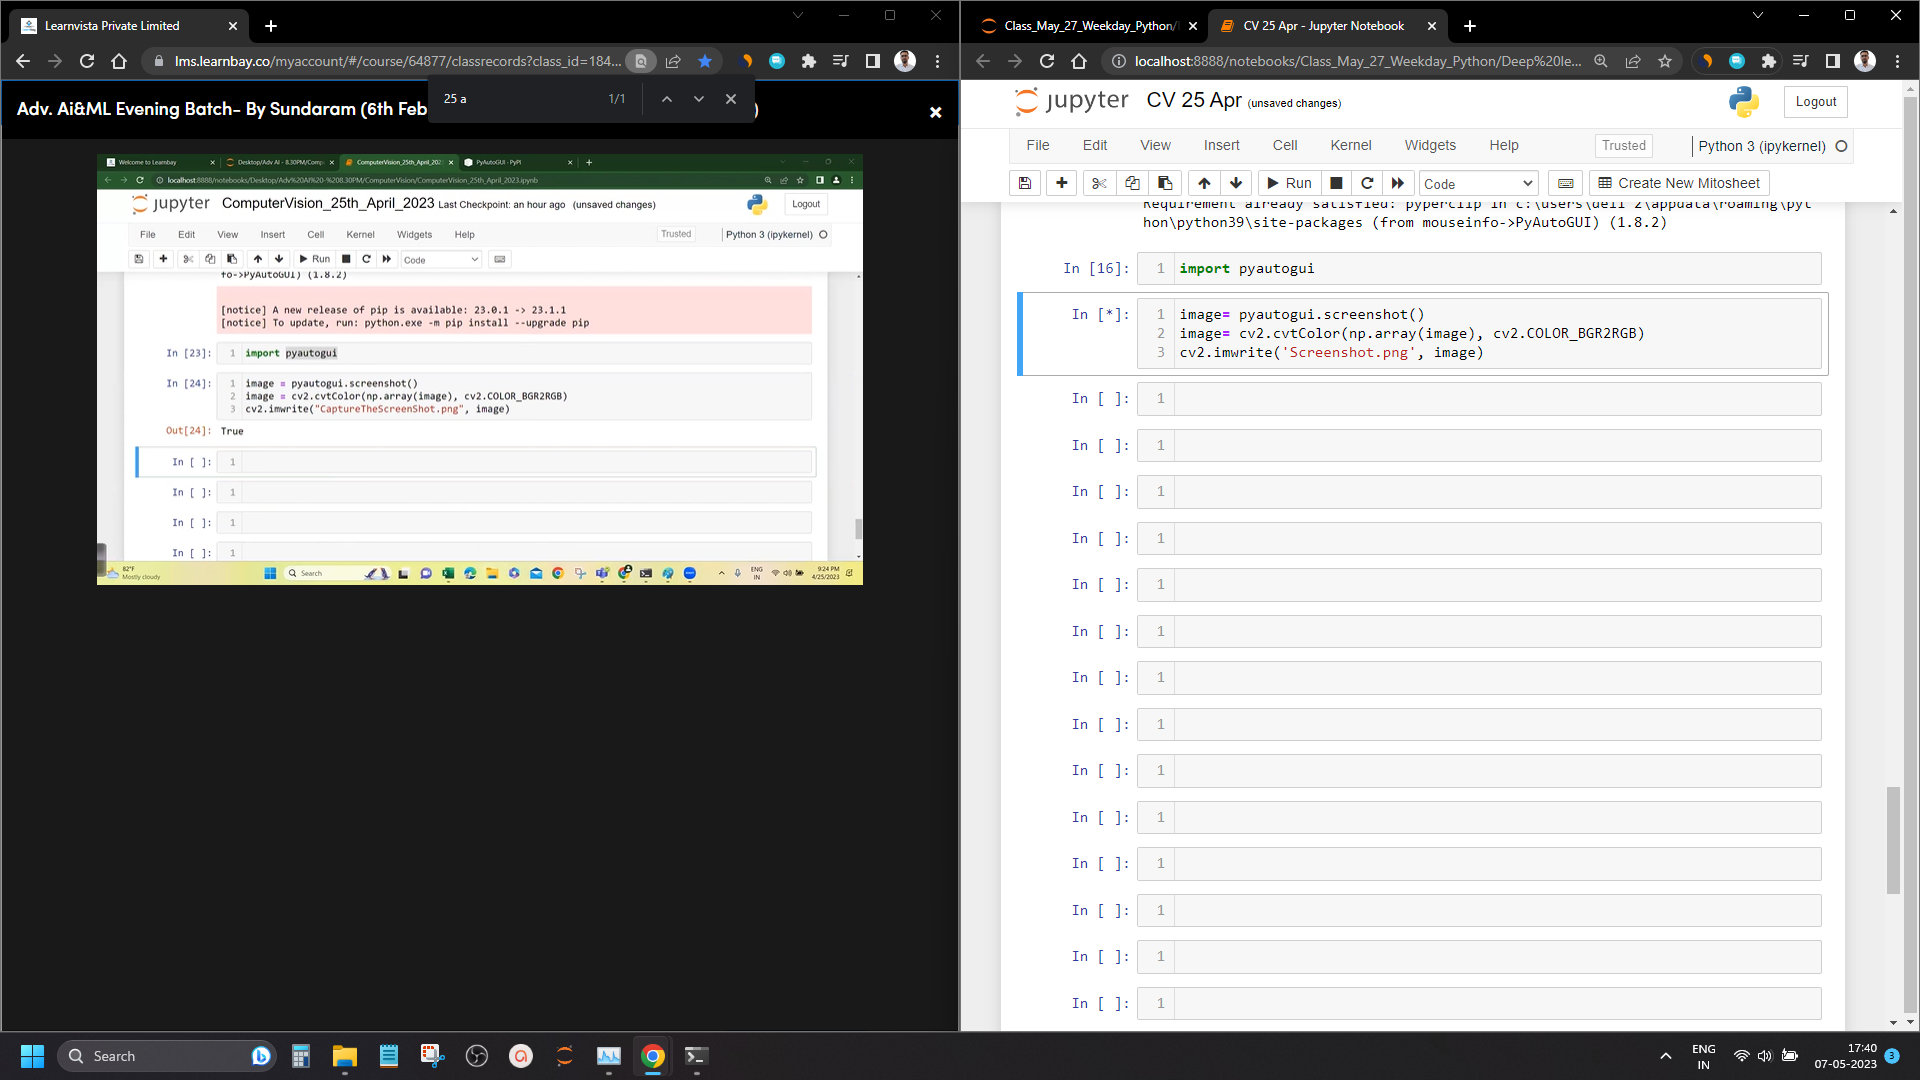 Learnvista Private Limited
lms.learnbay.co/myaccount/#/course/64877/classrecords?class_id=184...
25 a
1/1
Adv. Ai&ML Evening Batch- By Sundaram (6th Feb
)
Welcome to Learnbay
Desktop/Adv AI - 8.30PM/Comp
ComputerVision_25th_April_202
PyAutoGUI - PyPI
localhost:8888/notebooks/Desktop/Adv%20AI%20-%208.30PM/ComputerVision/ComputerVision_25th_April_2023.ipynb
jupyter ComputerVision_25th_April_2023 Last Checkpoint: an hour ago (unsaved changes)
Logout
File Edit View Insert Cell Kernel Widgets Help
Trusted
Python 3 (ipykernel)
Run
Code
fo->PyAutoGUI) (1.8.2)
[notice] A new release of pip is available: 23.0.1 -> 23.1.1
[notice] To update, run: python.exe -m pip install --upgrade pip
In [23]: 1 import pyautogui
In [24]: 1 image = pyautogui.screenshot()
2 image = cv2.cvtColor(np.array(image), cv2.COLOR_BGR2RGB)
3 cv2.imwrite("CaptureTheScreenShot.png", image)
Out[24]: True
In [ ]: 1
In [ ]: 1
In [ ]: 1
In [ ]: 1
82°F
Mostly cloudy
Search
ENG
IN
9:24 PM
4/25/2023
Class_May_27_Weekday_Python/
CV 25 Apr - Jupyter Notebook
localhost:8888/notebooks/Class_May_27_Weekday_Python/Deep%20le...
jupyter CV 25 Apr (unsaved changes)
Logout
File Edit View Insert Cell Kernel Widgets Help
Trusted
Python 3 (ipykernel)
Run
Code
Create New Mitosheet
Requirement already satisfied: pyperclip in c:\users\dell 2\appdata\roaming\pyt
hon\python39\site-packages (from mouseinfo->PyAutoGUI) (1.8.2)
In [16]: 1 import pyautogui
In [*]: 1 image= pyautogui.screenshot()
2 image= cv2.cvtColor(np.array(image), cv2.COLOR_BGR2RGB)
3 cv2.imwrite('Screenshot.png', image)
In [ ]: 1
In [ ]: 1
In [ ]: 1
In [ ]: 1
In [ ]: 1
In [ ]: 1
In [ ]: 1
In [ ]: 1
In [ ]: 1
In [ ]: 1
In [ ]: 1
In [ ]: 1
In [ ]: 1
In [ ]: 1
Search
ENG
IN
17:40
07-05-2023
3